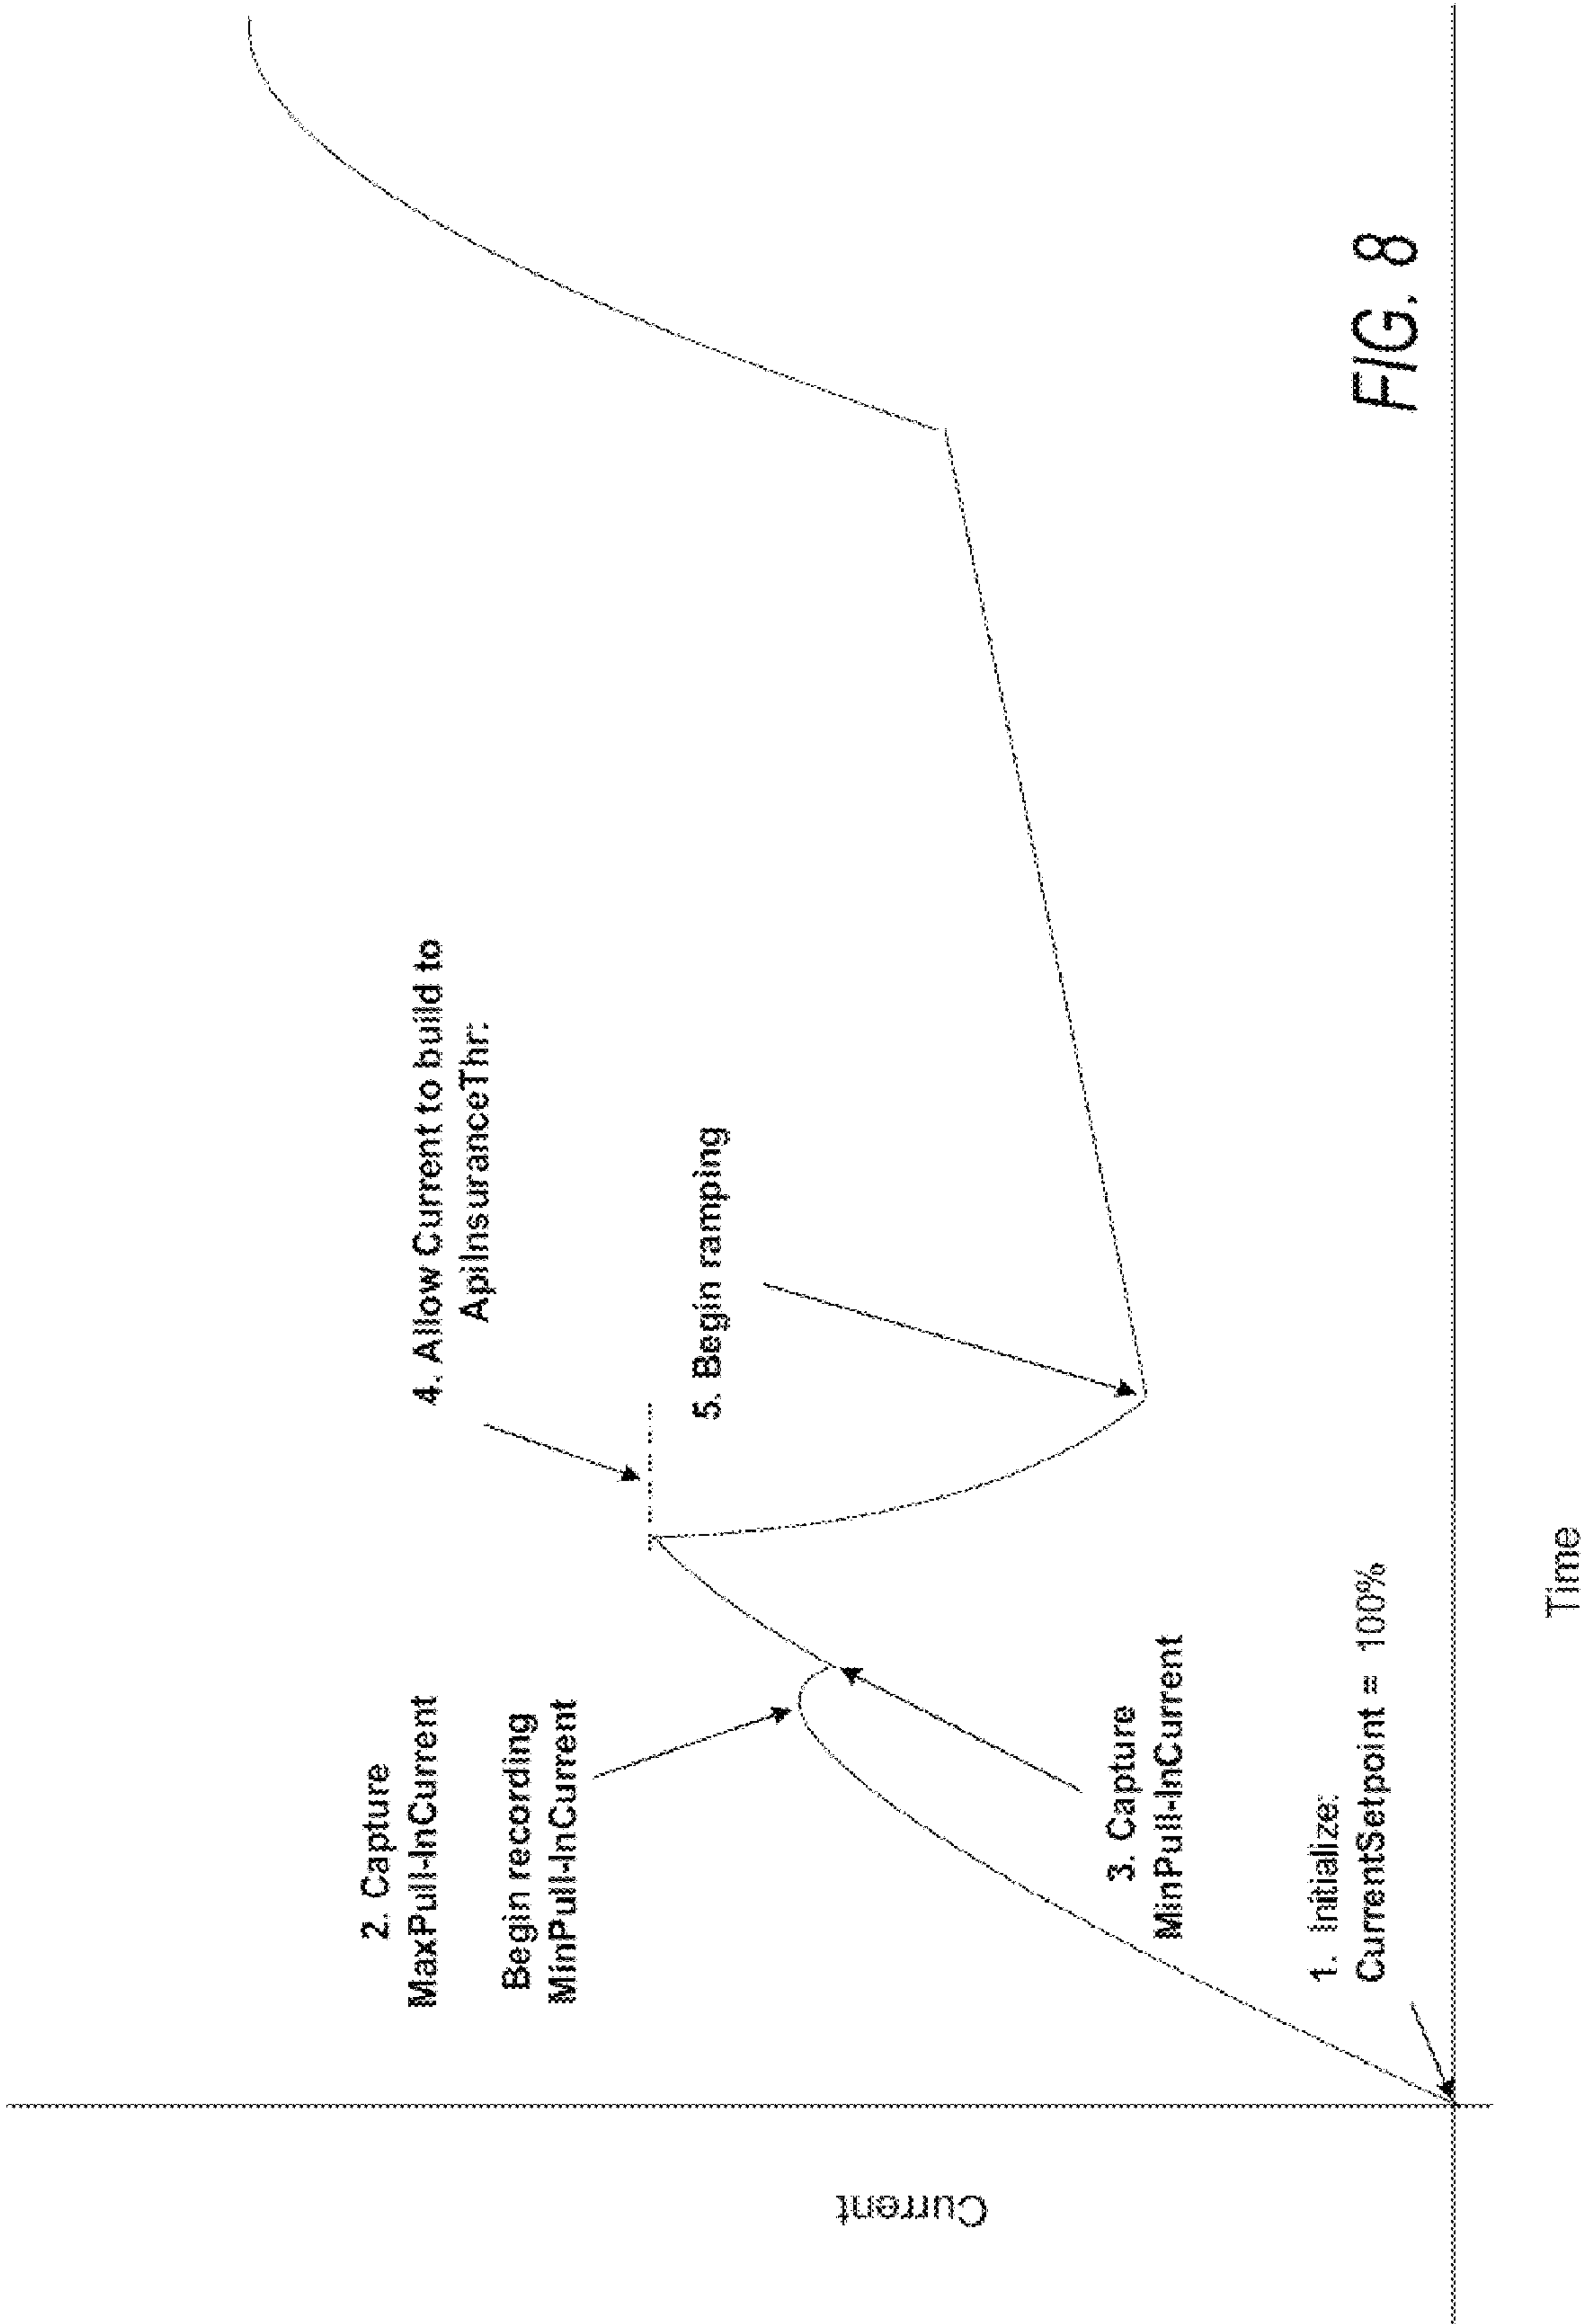 2. Capture
MaxPull-InCurrent
Begin recording
MinPull-InCurrent
4. Allow Current to build to
ApiInsuranceThr:
5. Begin ramping
3. Capture
MinPull-InCurrent
1. Initialize:
CurrentSetpoint = 100%
Current
Time
FIG. 8